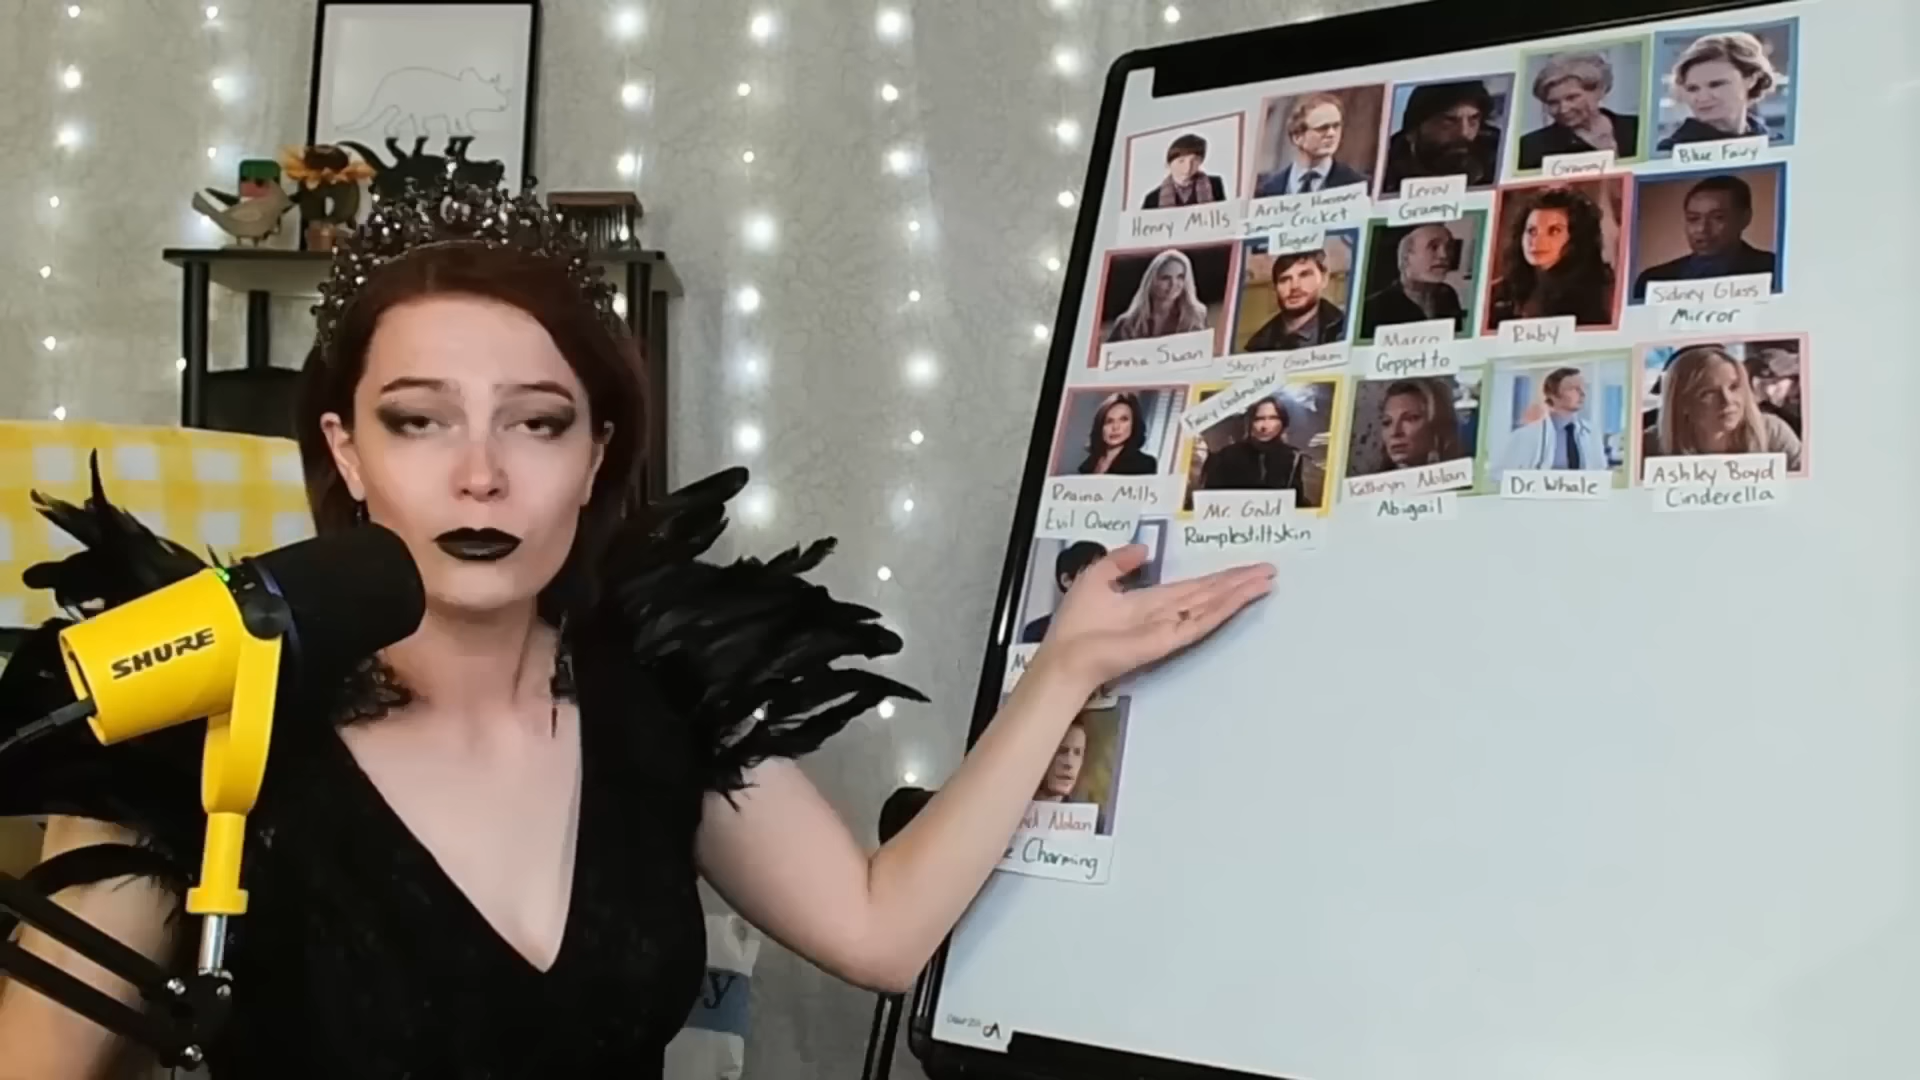 SHURE
Granny
Blue Fairy
Leroy
Grumpy
Henry Mills
Archie Hopper
Jiminy Cricket
Roger
Sidney Glass
Mirror
Emma Swan
Sheriff Graham
Marco
Geppetto
Ruby
Fairy Godmother
Mills
Evil Queen
Mr. Gold
Rumplestiltskin
Kathryn Nolan
Abigail
Dr. Whale
Ashley Boyd
Cinderella
Nolan
Charming